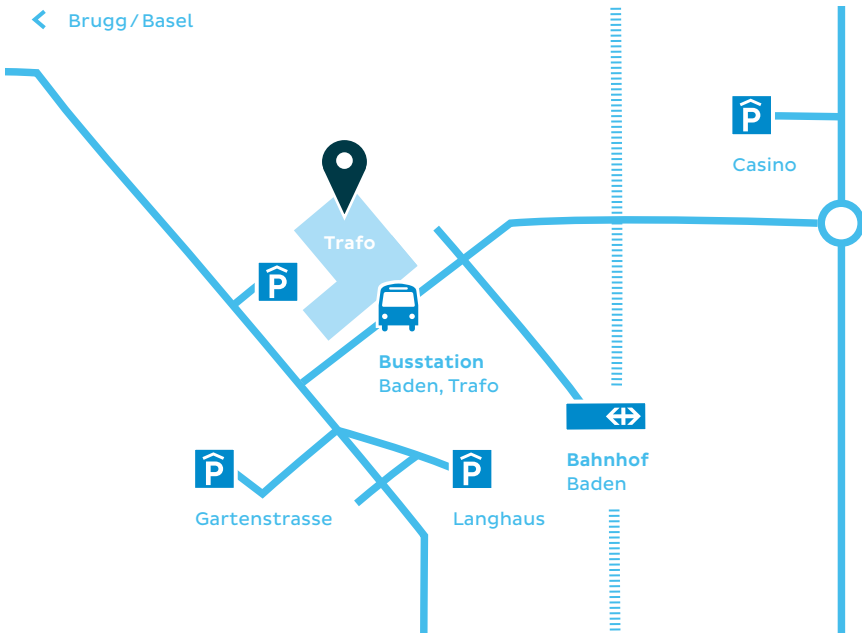 Brugg / Basel
P
Casino
Trafo
P
Busstation
Baden, Trafo
P
Gartenstrasse
P
Langhaus
Bahnhof
Baden